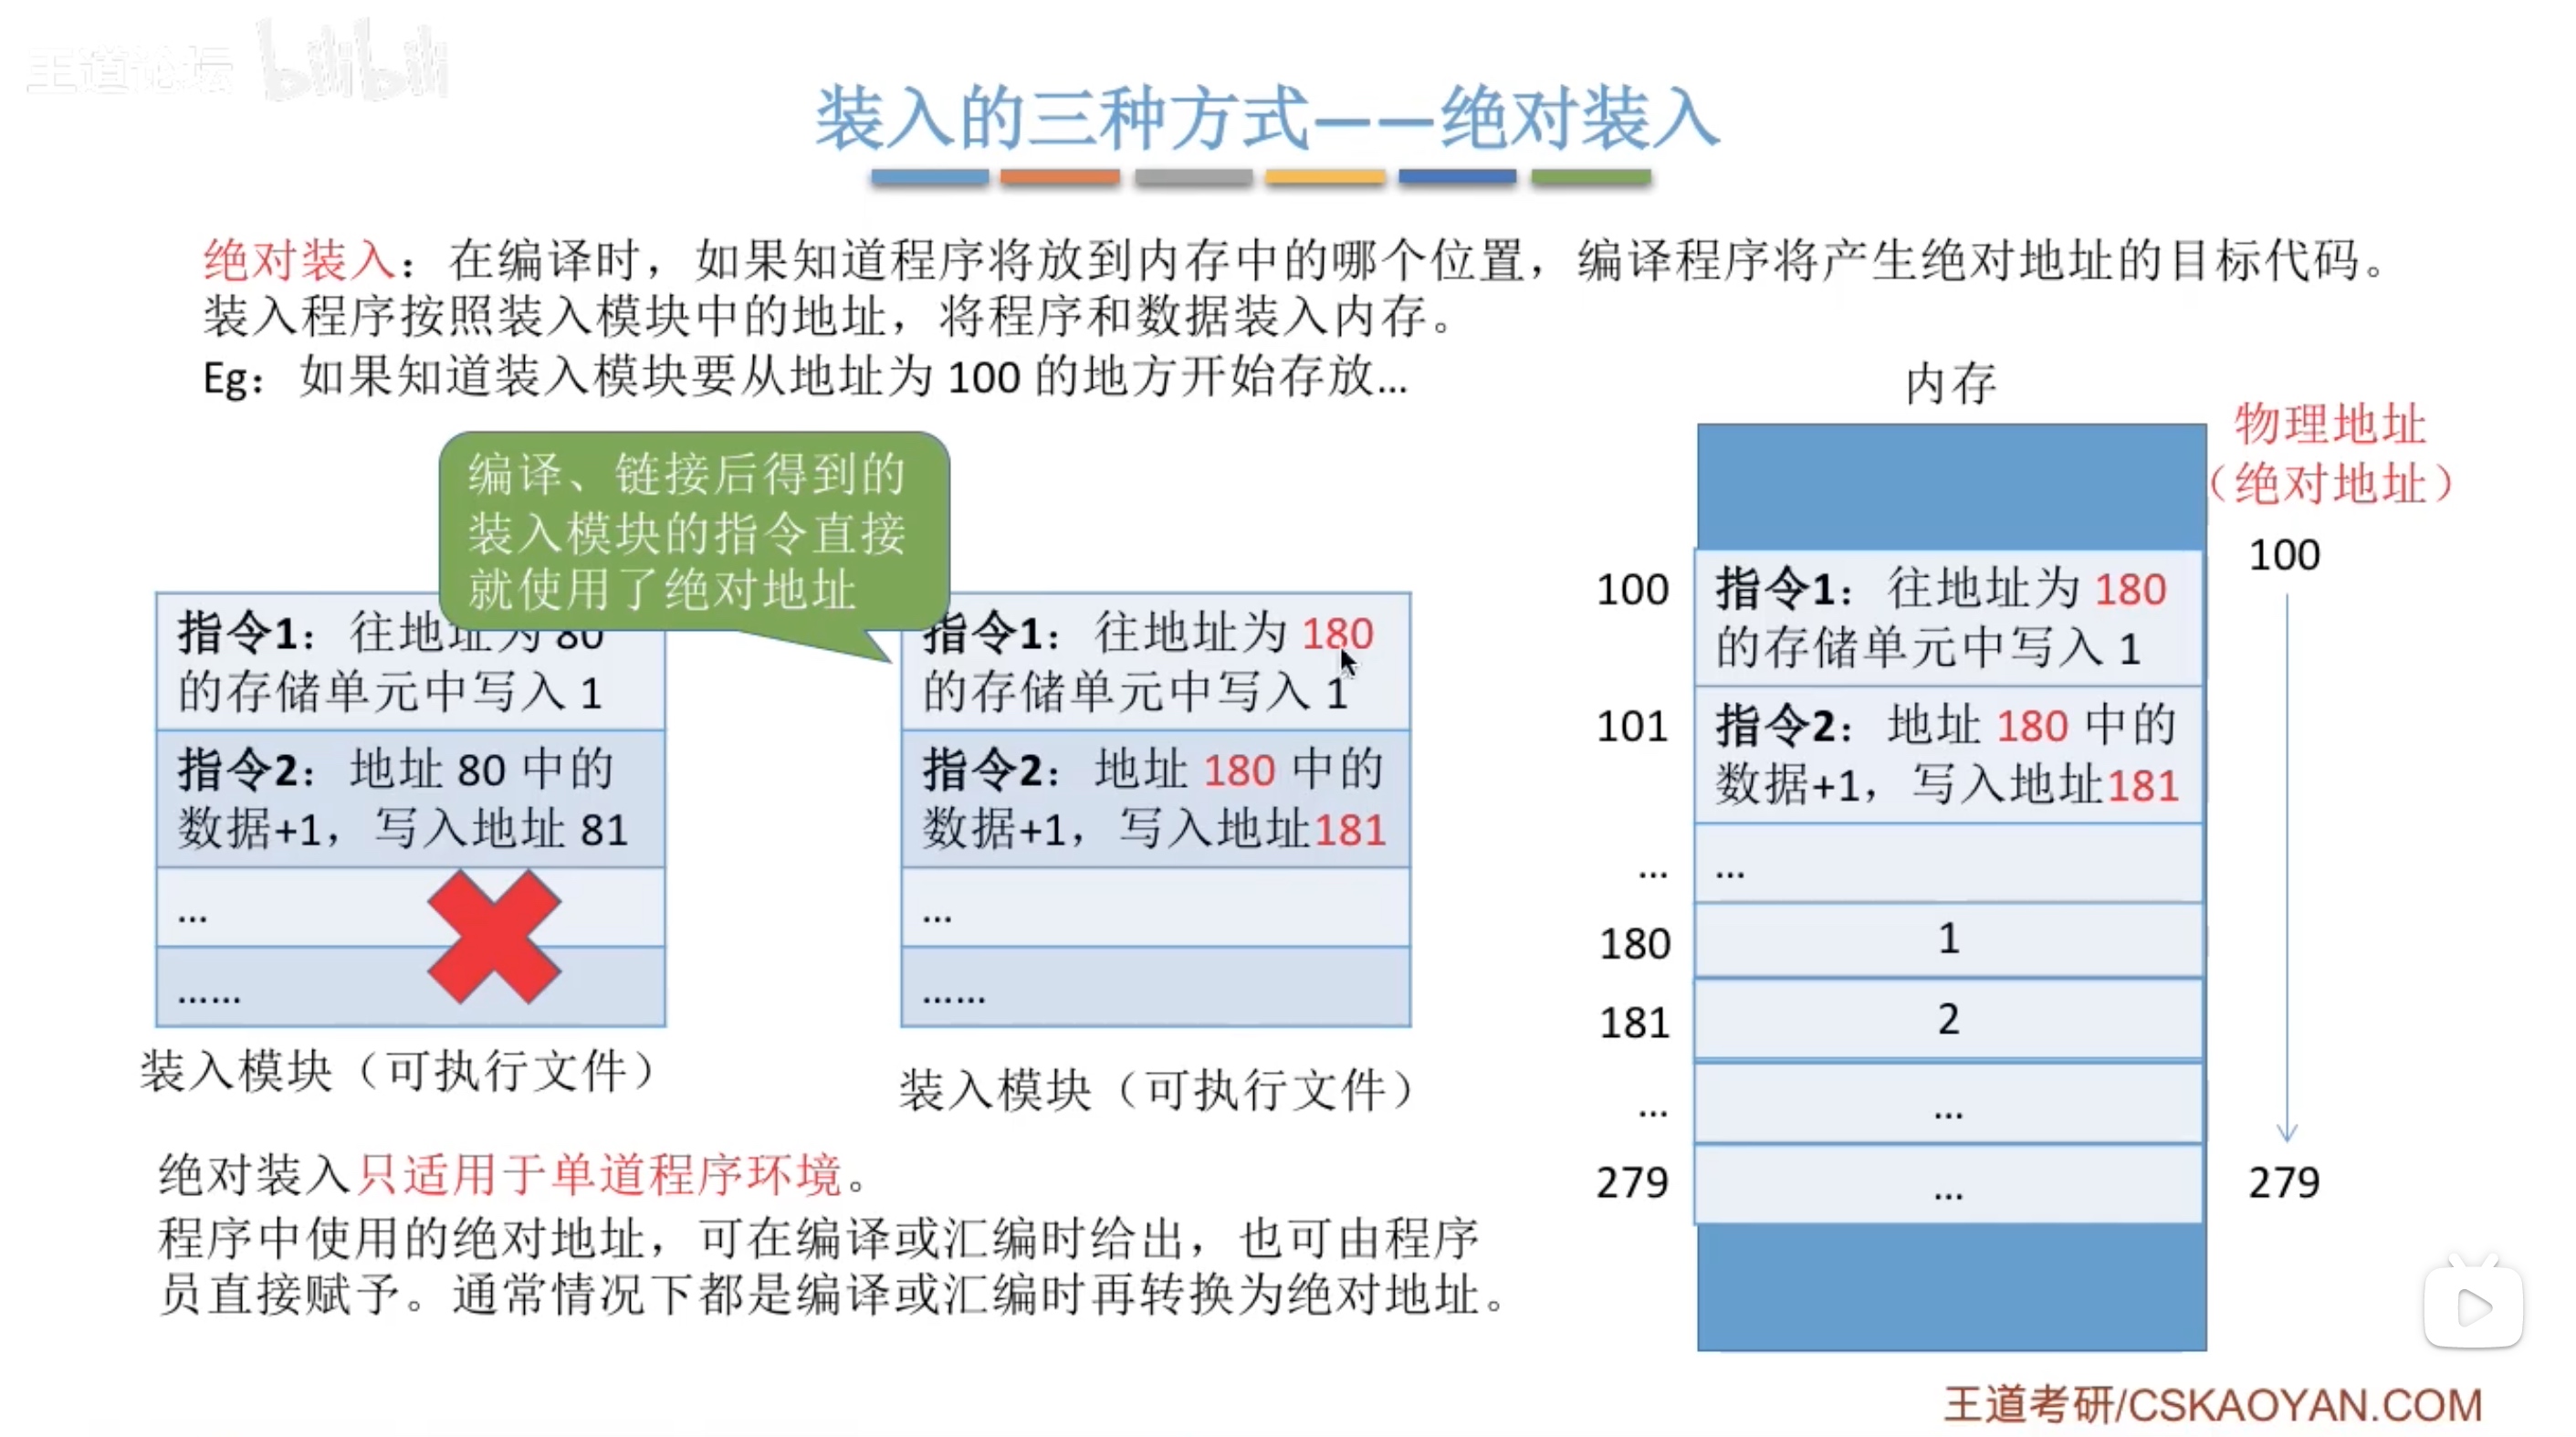 王道论坛 bilibili
装入的三种方式——绝对装入
绝对装入：在编译时，如果知道程序将放到内存中的哪个位置，编译程序将产生绝对地址的目标代码。
装入程序按照装入模块中的地址，将程序和数据装入内存。
Eg：如果知道装入模块要从地址为 100 的地方开始存放...
编译、链接后得到的
装入模块的指令直接
就使用了绝对地址
指令1：往地址为 80
的存储单元中写入 1
指令2：地址 80 中的
数据+1，写入地址 81
...
......
装入模块（可执行文件）
指令1：往地址为 180
的存储单元中写入 1
指令2：地址 180 中的
数据+1，写入地址181
...
......
装入模块（可执行文件）
内存
物理地址
（绝对地址）
100
279
100 指令1：往地址为 180
的存储单元中写入 1
101 指令2：地址 180 中的
数据+1，写入地址181
... ...
180 1
181 2
... ...
279 ...
绝对装入只适用于单道程序环境。
程序中使用的绝对地址，可在编译或汇编时给出，也可由程序
员直接赋予。通常情况下都是编译或汇编时再转换为绝对地址。
王道考研/CSKAOYAN.COM